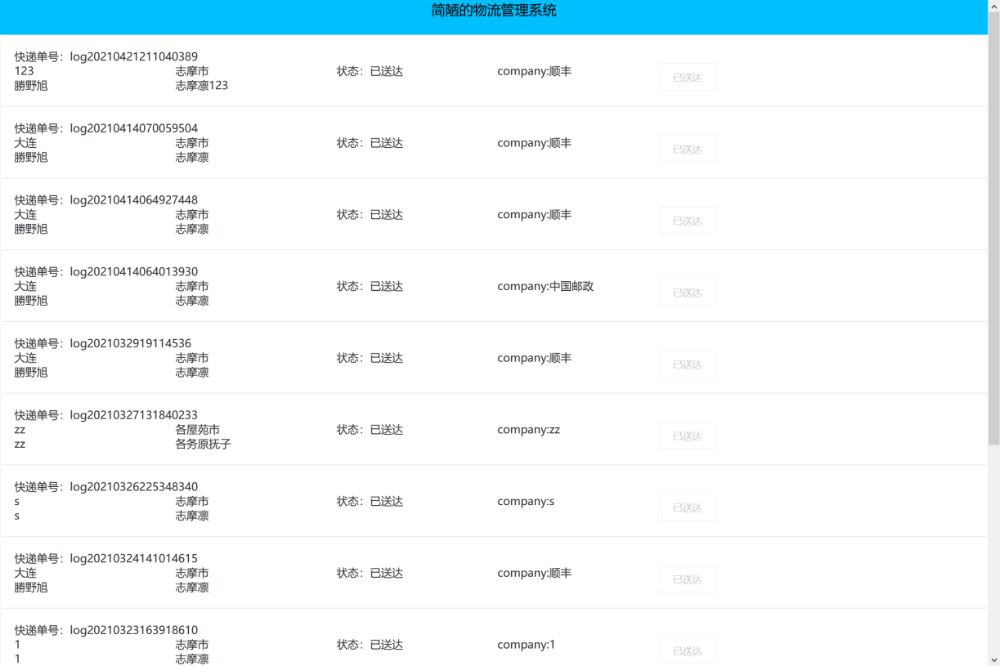 简陋的物流管理系统
快递单号：log20210421211040389
123 志摩市 状态：已送达 company:顺丰 已送达
勝野旭 志摩凛123
快递单号：log20210414070059504
大连 志摩市 状态：已送达 company:顺丰 已送达
勝野旭 志摩凛
快递单号：log20210414064927448
大连 志摩市 状态：已送达 company:顺丰 已送达
勝野旭 志摩凛
快递单号：log20210414064013930
大连 志摩市 状态：已送达 company:中国邮政 已送达
勝野旭 志摩凛
快递单号：log2021032919114536
大连 志摩市 状态：已送达 company:顺丰 已送达
勝野旭 志摩凛
快递单号：log20210327131840233
zz 各屋苑市 状态：已送达 company:zz 已送达
zz 各务原抚子
快递单号：log20210326225348340
s 志摩市 状态：已送达 company:s 已送达
s 志摩凛
快递单号：log20210324141014615
大连 志摩市 状态：已送达 company:顺丰 已送达
勝野旭 志摩凛
快递单号：log20210323163918610
1 志摩市 状态：已送达 company:1 已送达
1 志摩凛